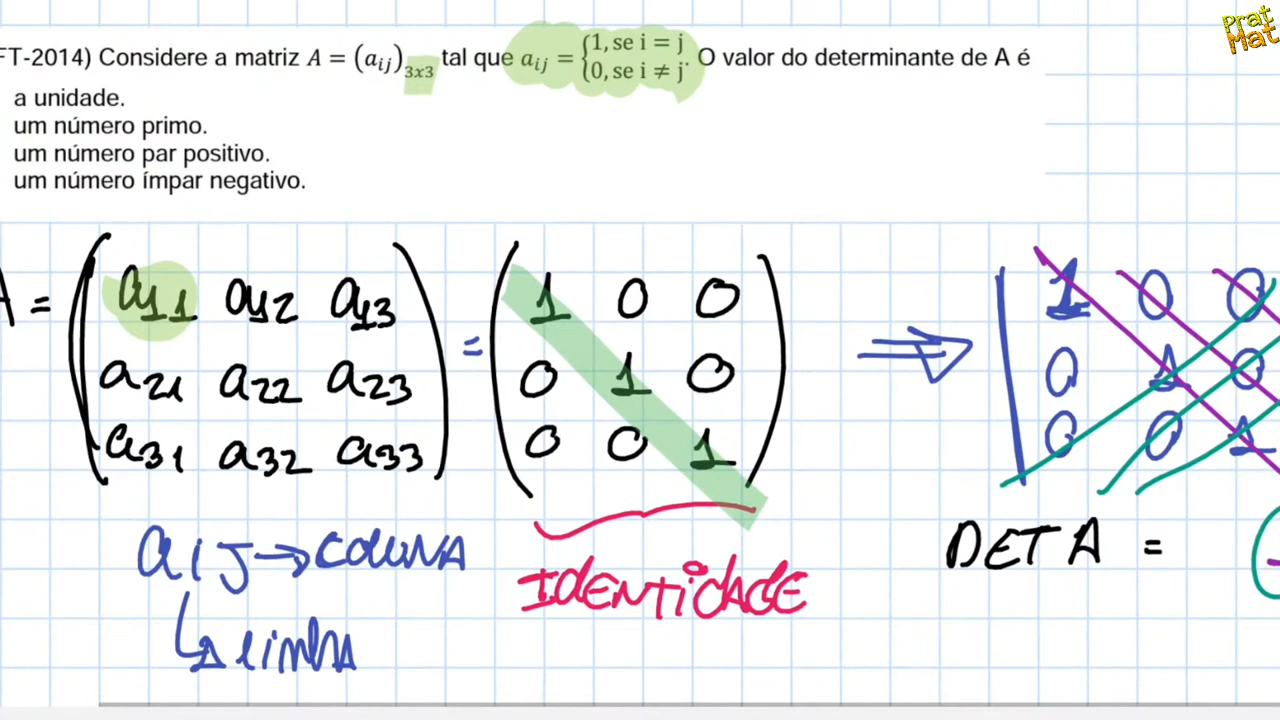 Prat
Mat
FT-2014) Considere a matriz A = (aij)3x3 tal que aij = {1, se i = j
{0, se i ≠ j. O valor do determinante de A é
a unidade.
um número primo.
um número par positivo.
um número ímpar negativo.
A = ( a11 a12 a13 ) = ( 1 0 0 ) ⇒ | 1 0 0
a21 a22 a23 0 1 0 0 1 0
a31 a32 a33 0 0 1 0 0 1
aij → COLUNA
linhA
IDENTIDADE
DET A =